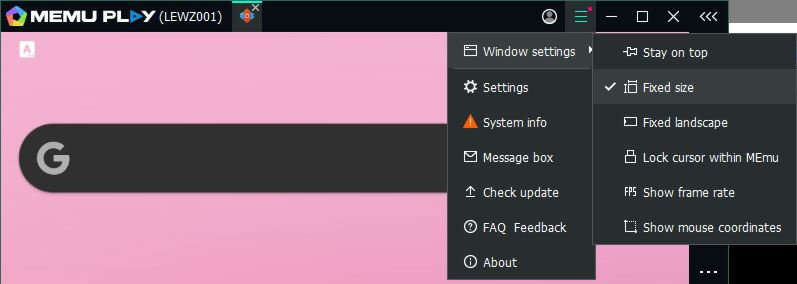 MEMU PLAY (LEWZ001)
A
G
Window settings
Settings
System info
Message box
Check update
FAQ Feedback
About
Stay on top
Fixed size
Fixed landscape
Lock cursor within MEmu
FPS Show frame rate
Show mouse coordinates